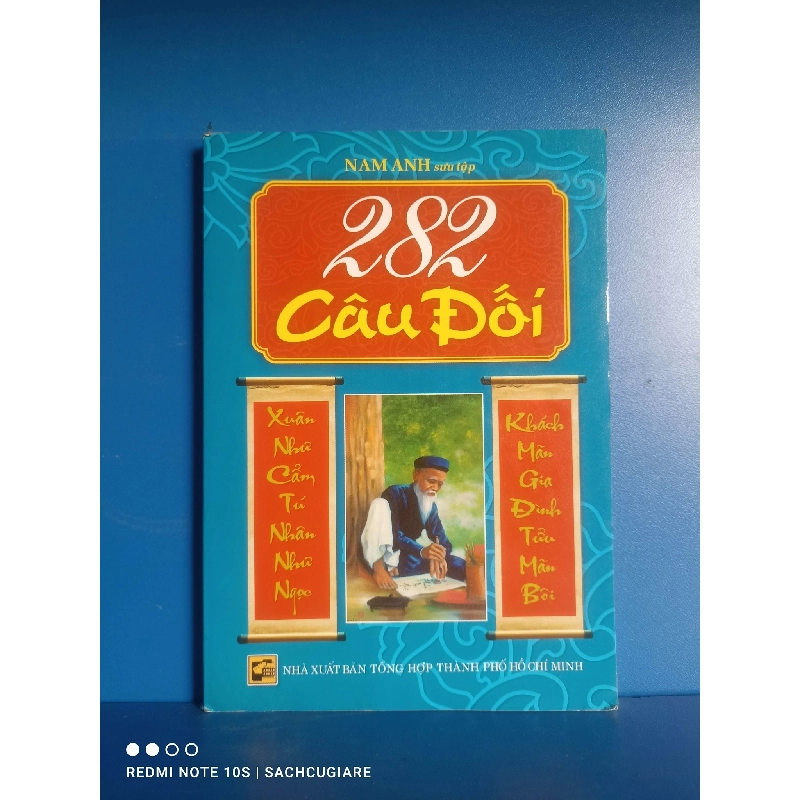 NAM ANH sưu tập
282
Câu Đối
Xuân
Như
Cẩm
Tú
Nhân
Như
Ngọc
Khách
Mãn
Gia
Đình
Tửu
Mãn
Bôi
NHÀ XUẤT BẢN TỔNG HỢP THÀNH PHỐ HỒ CHÍ MINH
REDMI NOTE 10S | SACHCUGIARE